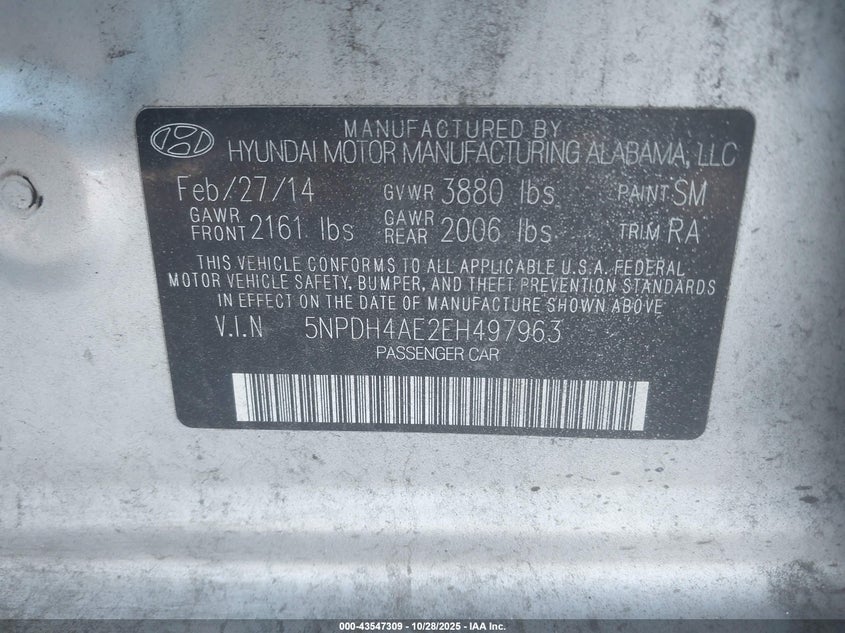 MANUFACTURED BY
HYUNDAI MOTOR MANUFACTURING ALABAMA, LLC
Feb/27/14 GVWR 3880 lbs PAINT SM
GAWR FRONT 2161 lbs GAWR REAR 2006 lbs TRIM RA
THIS VEHICLE CONFORMS TO ALL APPLICABLE U.S.A. FEDERAL
MOTOR VEHICLE SAFETY, BUMPER, AND THEFT PREVENTION STANDARDS
IN EFFECT ON THE DATE OF MANUFACTURE SHOWN ABOVE
V.I.N 5NPDH4AE2EH497963
PASSENGER CAR
000-43547309 - 10/28/2025 - IAA Inc.